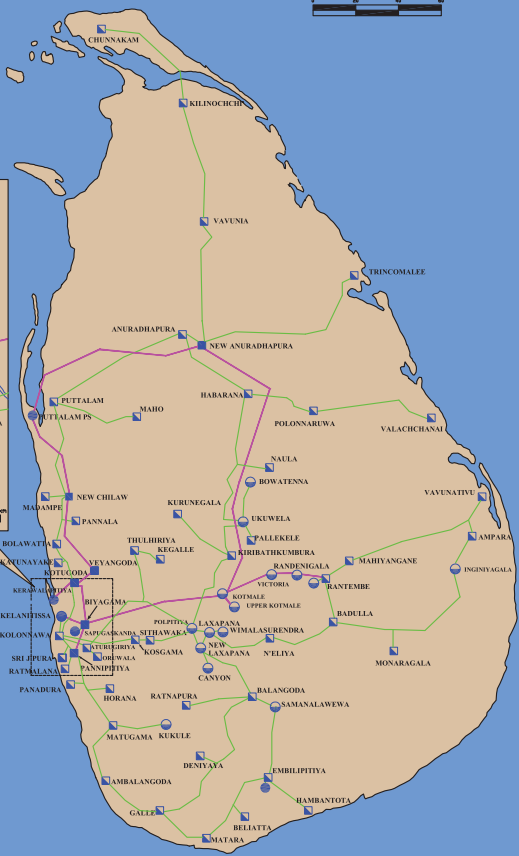 CHUNNAKAM
KILINOCHCHI
VAVUNIA
TRINCOMALEE
ANURADHAPURA
NEW ANURADHAPURA
HABARANA
PUTTALAM
MAHO
PUTTALAM PS
POLONNARUWA
VALACHCHANAI
NAULA
BOWATENNA
VAVUNATIVU
NEW CHILAW
MADAMPE
KURUNEGALA
PANNALA
UKUWELA
AMPARA
BOLAWATTA
THULHIRIYA
PALLEKELE
KEGALLE
KIRIBATHKUMBURA
KATUNAYAKE
VEYANGODA
MAHIYANGANE
INGINIYAGALA
KOTUGODA
RANDENIGALA
VICTORIA
RANTEMBE
KERAWALAPITIYA
KOTMALE
BIYAGAMA
UPPER KOTMALE
KELANITISSA
POLPITIYA
LAXAPANA
BADULLA
KOLONNAWA
SAPUGASKANDA
SITHAWAKA
WIMALASURENDRA
ATURUGIRIYA
KOSGAMA
NEW
LAXAPANA
N'ELIYA
SRI J'PURA
ORUWALA
MONARAGALA
RATMALANA
PANNIPITIYA
CANYON
PANADURA
HORANA
RATNAPURA
BALANGODA
SAMANALAWEWA
MATUGAMA
KUKULE
DENIYAYA
EMBILIPITIYA
AMBALANGODA
HAMBANTOTA
GALLE
BELIATTA
MATARA